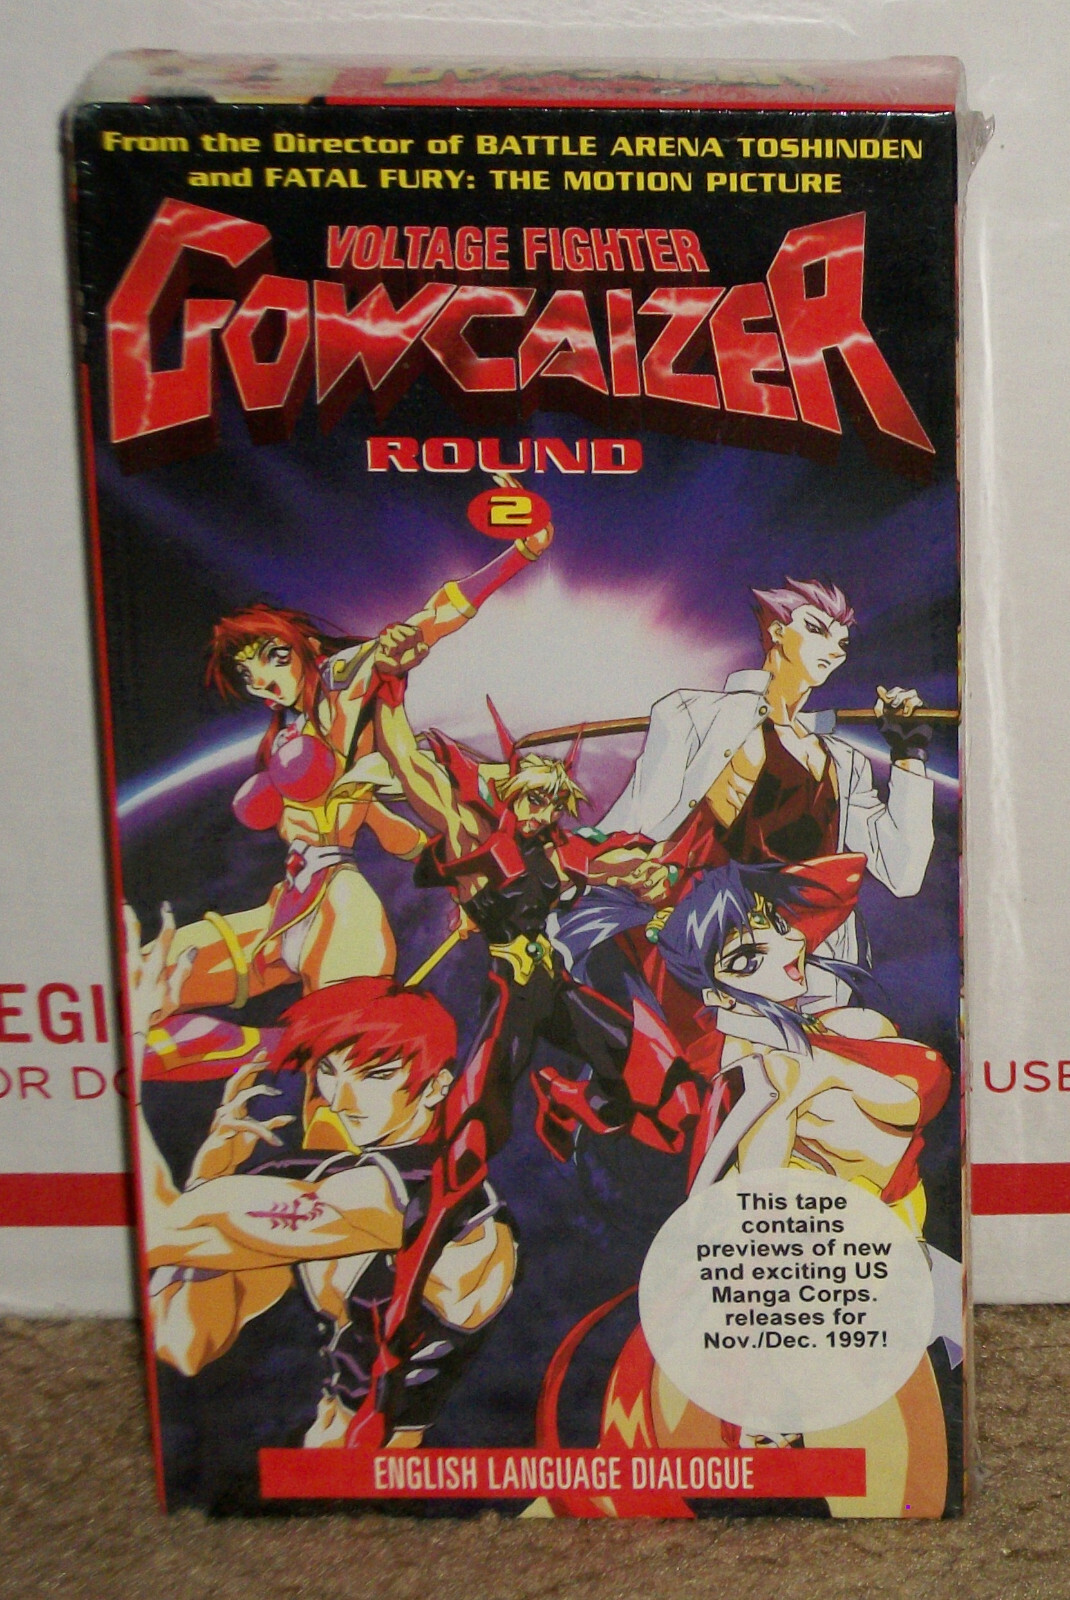 From the Director of BATTLE ARENA TOSHINDEN
and FATAL FURY: THE MOTION PICTURE
VOLTAGE FIGHTER
GOWCAIZER
ROUND
2
This tape
contains
previews of new
and exciting US
Manga Corps.
releases for
Nov./Dec. 1997!
ENGLISH LANGUAGE DIALOGUE
USE